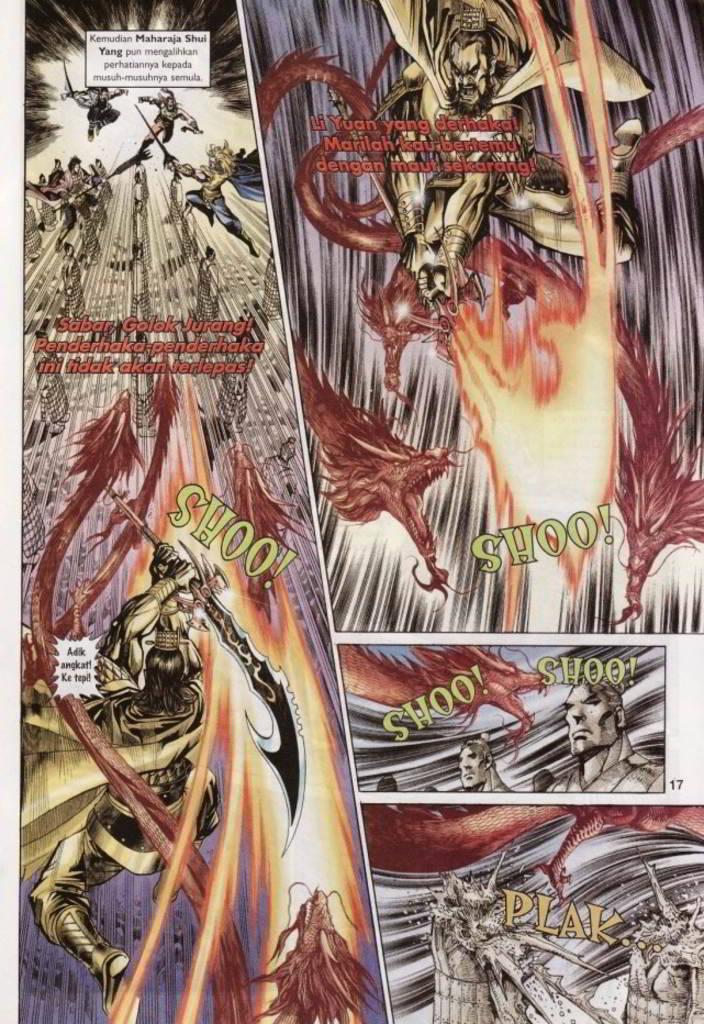 Kemudian Maharaja Shui
Yang pun mengalihkan
perhatiannya kepada
musuh-musuhnya semula.
Sabar Golok Jurang!
Penderhaka-penderhaka
ini tidak akan terlepas!
SHOO!
Adik
angkat!
Ke tepi!
Li Yuan yang derhaka!
Marilah kau bertemu
dengan maut sekarang!
SHOO!
SHOO!
SHOO!
17
PLAK...